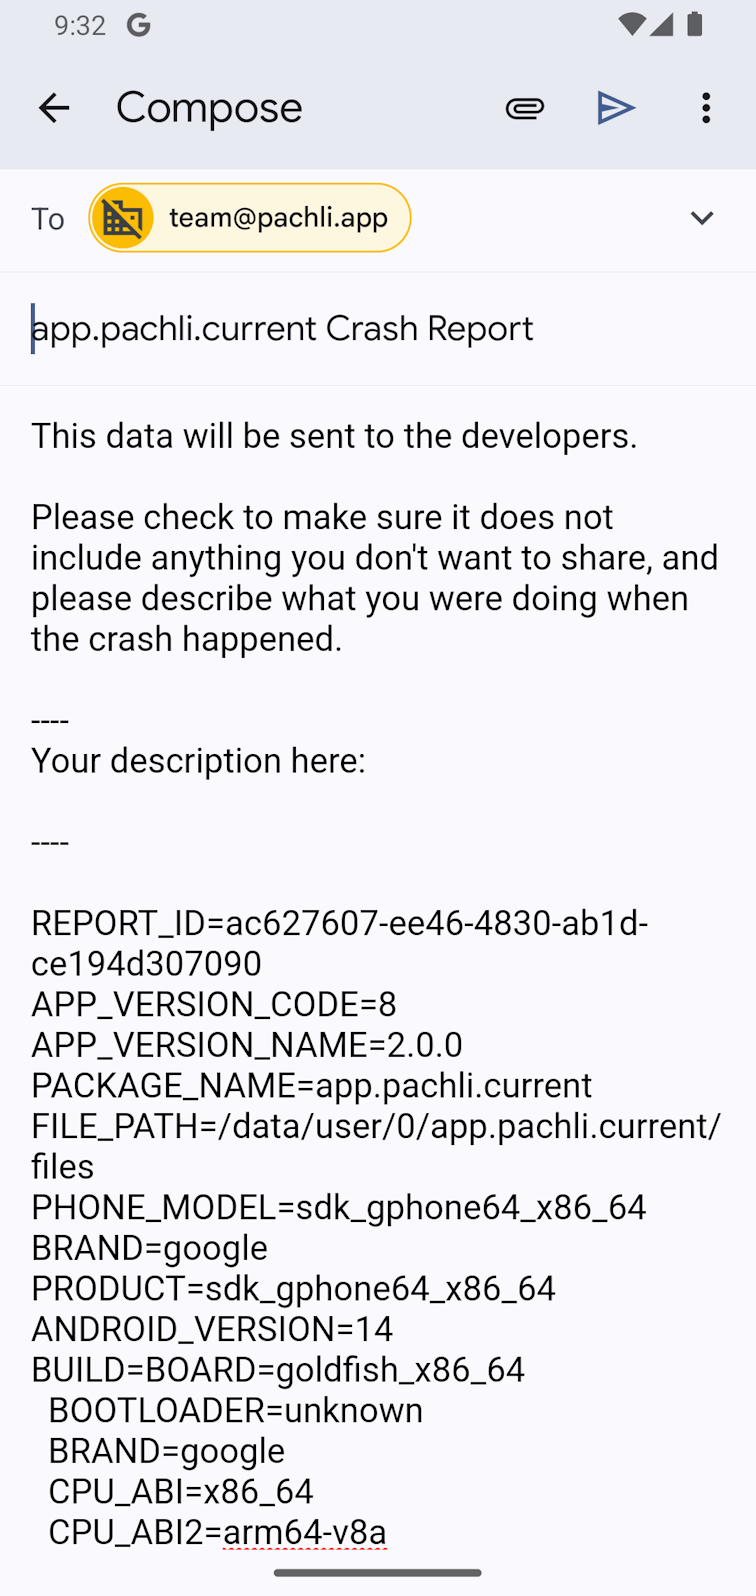 9:32 G
Compose
To team@pachli.app
app.pachli.current Crash Report
This data will be sent to the developers.
Please check to make sure it does not
include anything you don't want to share, and
please describe what you were doing when
the crash happened.
----
Your description here:
----
REPORT_ID=ac627607-ee46-4830-ab1d-
ce194d307090
APP_VERSION_CODE=8
APP_VERSION_NAME=2.0.0
PACKAGE_NAME=app.pachli.current
FILE_PATH=/data/user/0/app.pachli.current/
files
PHONE_MODEL=sdk_gphone64_x86_64
BRAND=google
PRODUCT=sdk_gphone64_x86_64
ANDROID_VERSION=14
BUILD=BOARD=goldfish_x86_64
BOOTLOADER=unknown
BRAND=google
CPU_ABI=x86_64
CPU_ABI2=arm64-v8a